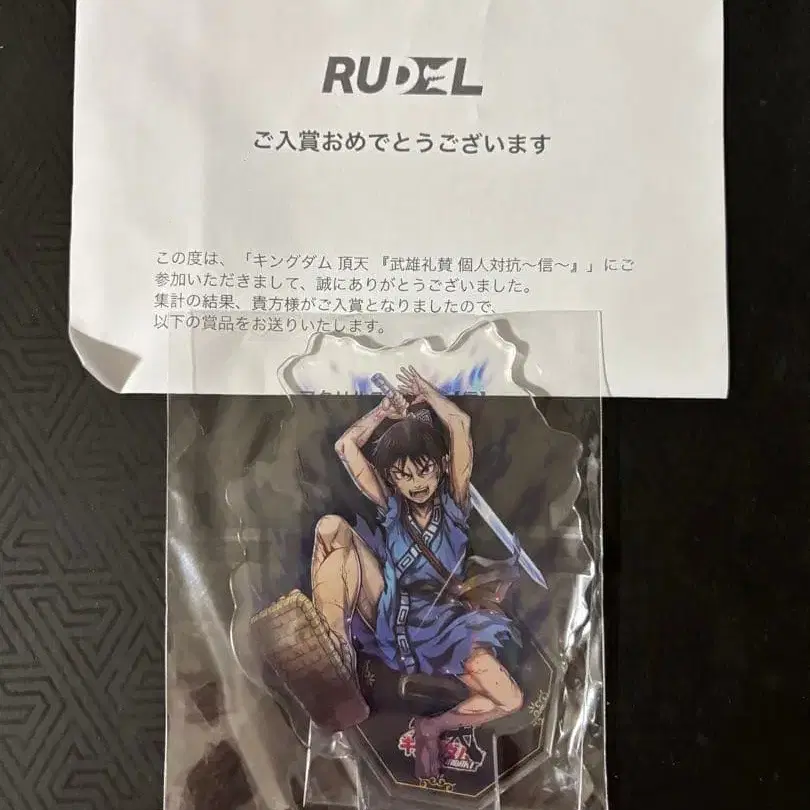 RUDEL
ご入賞おめでとうございます
この度は、「キングダム 頂天 『武雄礼賛 個人対抗～信～』」にご
参加いただきまして、誠にありがとうございました。
集計の結果、貴方様がご入賞となりましたので、
以下の賞品をお送りいたします。